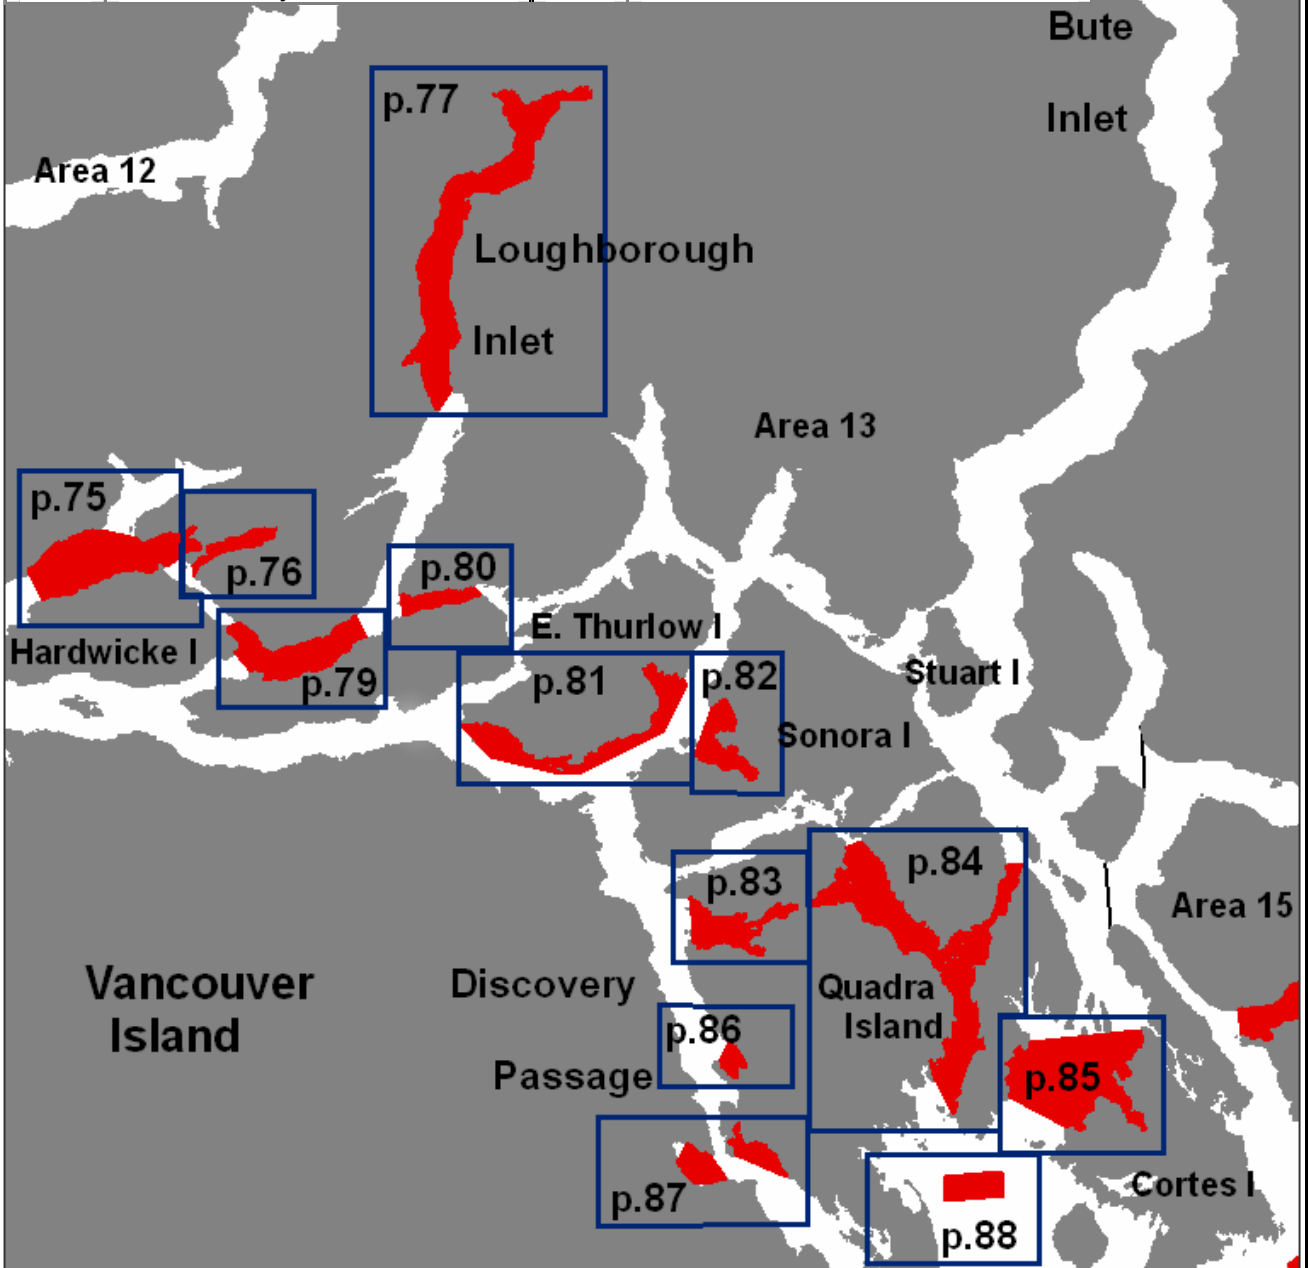 Bute
Inlet
p.77
Area 12
Loughborough
Inlet
Area 13
p.75
p.76
p.80
E. Thurlow I
Hardwicke I
p.79
p.81
p.82
Stuart I
Sonora I
p.83
p.84
Area 15
Vancouver
Island
Discovery
Passage
Quadra
Island
p.86
p.85
p.87
Cortes I
p.88